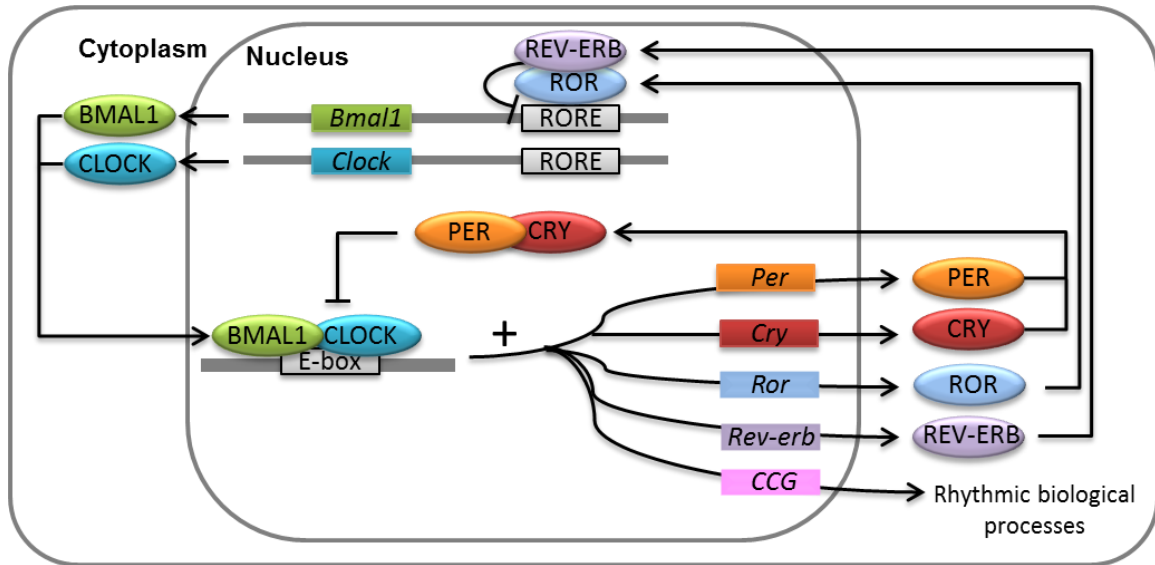 Cytoplasm
Nucleus
REV-ERB
ROR
BMAL1
Bmal1
RORE
CLOCK
Clock
RORE
PER
CRY
Per
PER
BMAL1
CLOCK
E-box
+
Cry
CRY
Ror
ROR
Rev-erb
REV-ERB
CCG
Rhythmic biological
processes